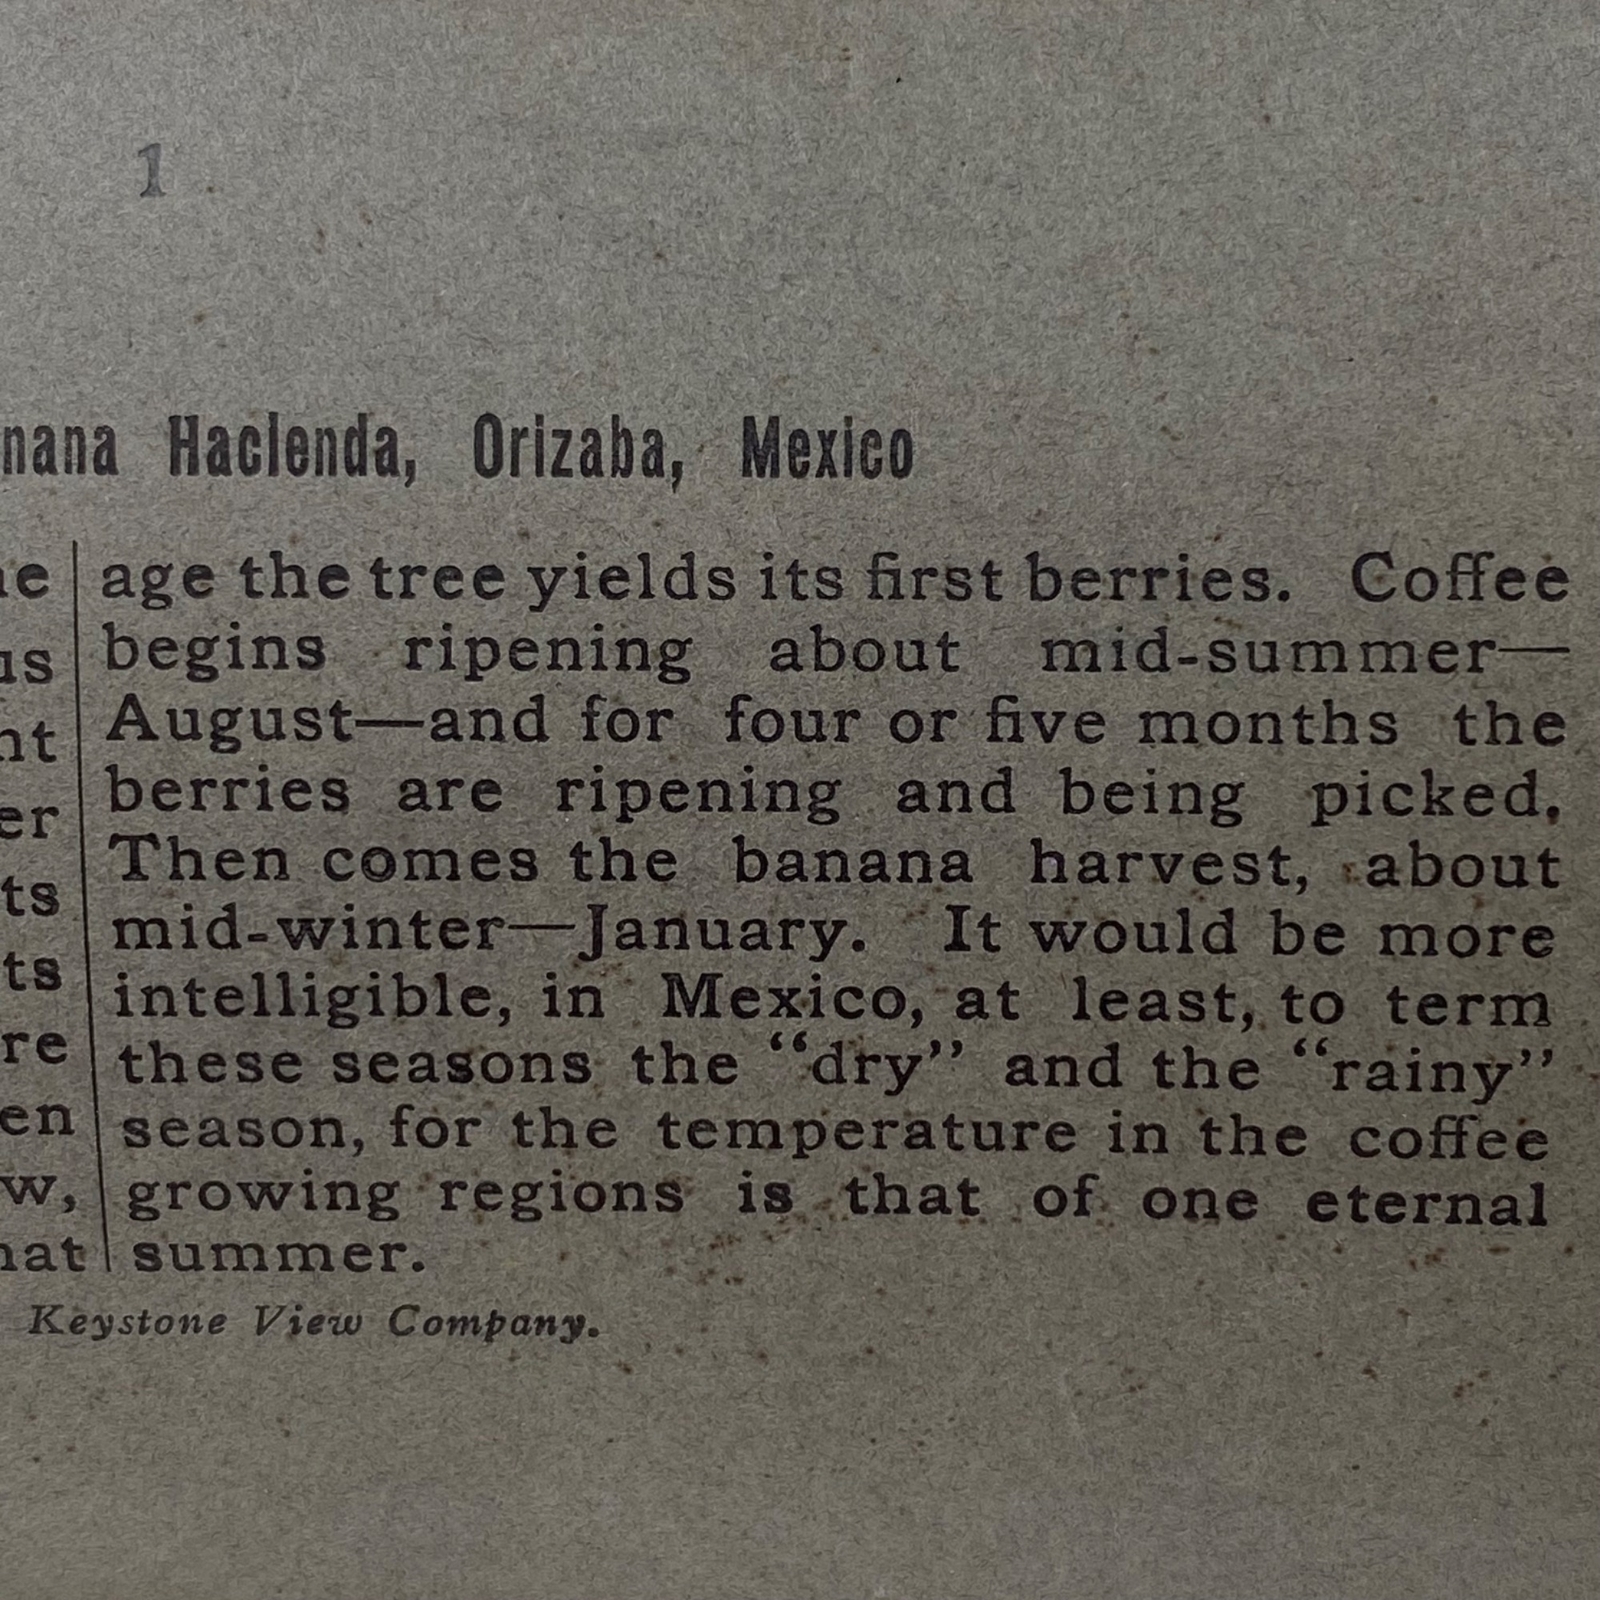 1
nana Hacienda, Orizaba, Mexico
age the tree yields its first berries. Coffee
begins ripening about mid-summer—
August—and for four or five months the
berries are ripening and being picked.
Then comes the banana harvest, about
mid-winter—January. It would be more
intelligible, in Mexico, at least, to term
these seasons the “dry” and the “rainy”
season, for the temperature in the coffee
growing regions is that of one eternal
summer.
Keystone View Company.